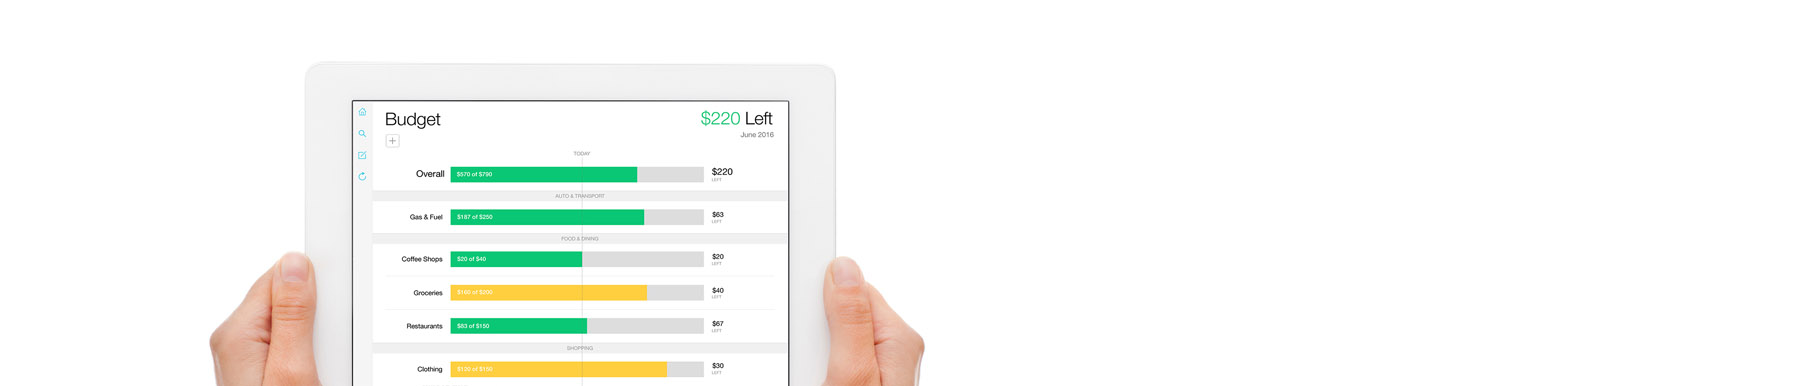 Budget
$220 Left
June 2016
TODAY
Overall $570 of $790 $220
LEFT
AUTO & TRANSPORT
Gas & Fuel $187 of $250 $63
LEFT
FOOD & DINING
Coffee Shops $20 of $40 $20
LEFT
Groceries $160 of $200 $40
LEFT
Restaurants $83 of $150 $67
LEFT
SHOPPING
Clothing $120 of $150 $30
LEFT